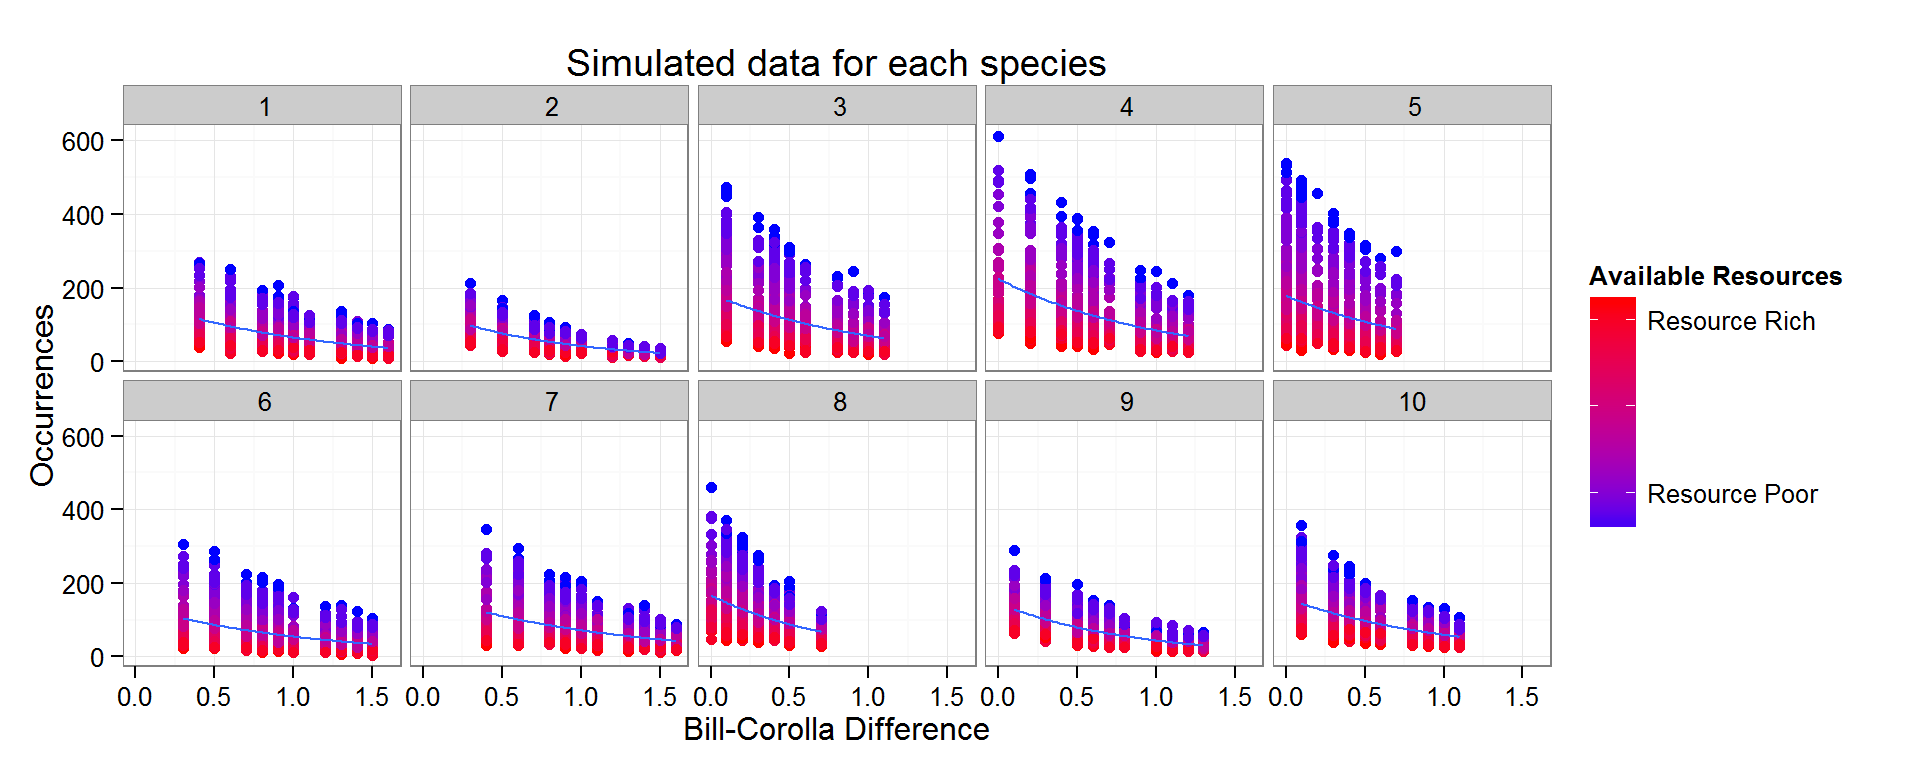 Simulated data for each species
1 2 3 4 5
600
400
200
0
Occurrences
6 7 8 9 10
600
400
200
0
0.0 0.5 1.0 1.5 0.0 0.5 1.0 1.5 0.0 0.5 1.0 1.5 0.0 0.5 1.0 1.5 0.0 0.5 1.0 1.5
Bill-Corolla Difference
Available Resources
Resource Rich
Resource Poor